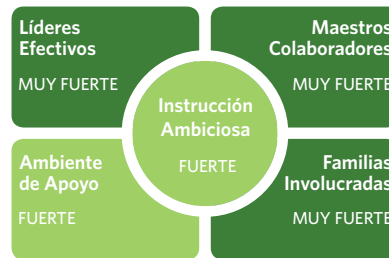 Líderes
Efectivos
MUY FUERTE
Maestros
Colaboradores
MUY FUERTE
Instrucción
Ambiciosa
FUERTE
Ambiente
de Apoyo
FUERTE
Familias
Involucradas
MUY FUERTE